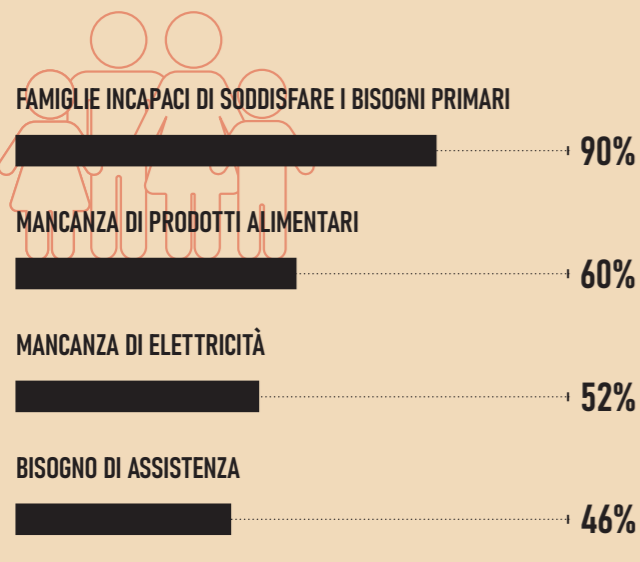 FAMIGLIE INCAPACI DI SODDISFARE I BISOGNI PRIMARI
90%
MANCANZA DI PRODOTTI ALIMENTARI
60%
MANCANZA DI ELETTRICITÀ
52%
BISOGNO DI ASSISTENZA
46%